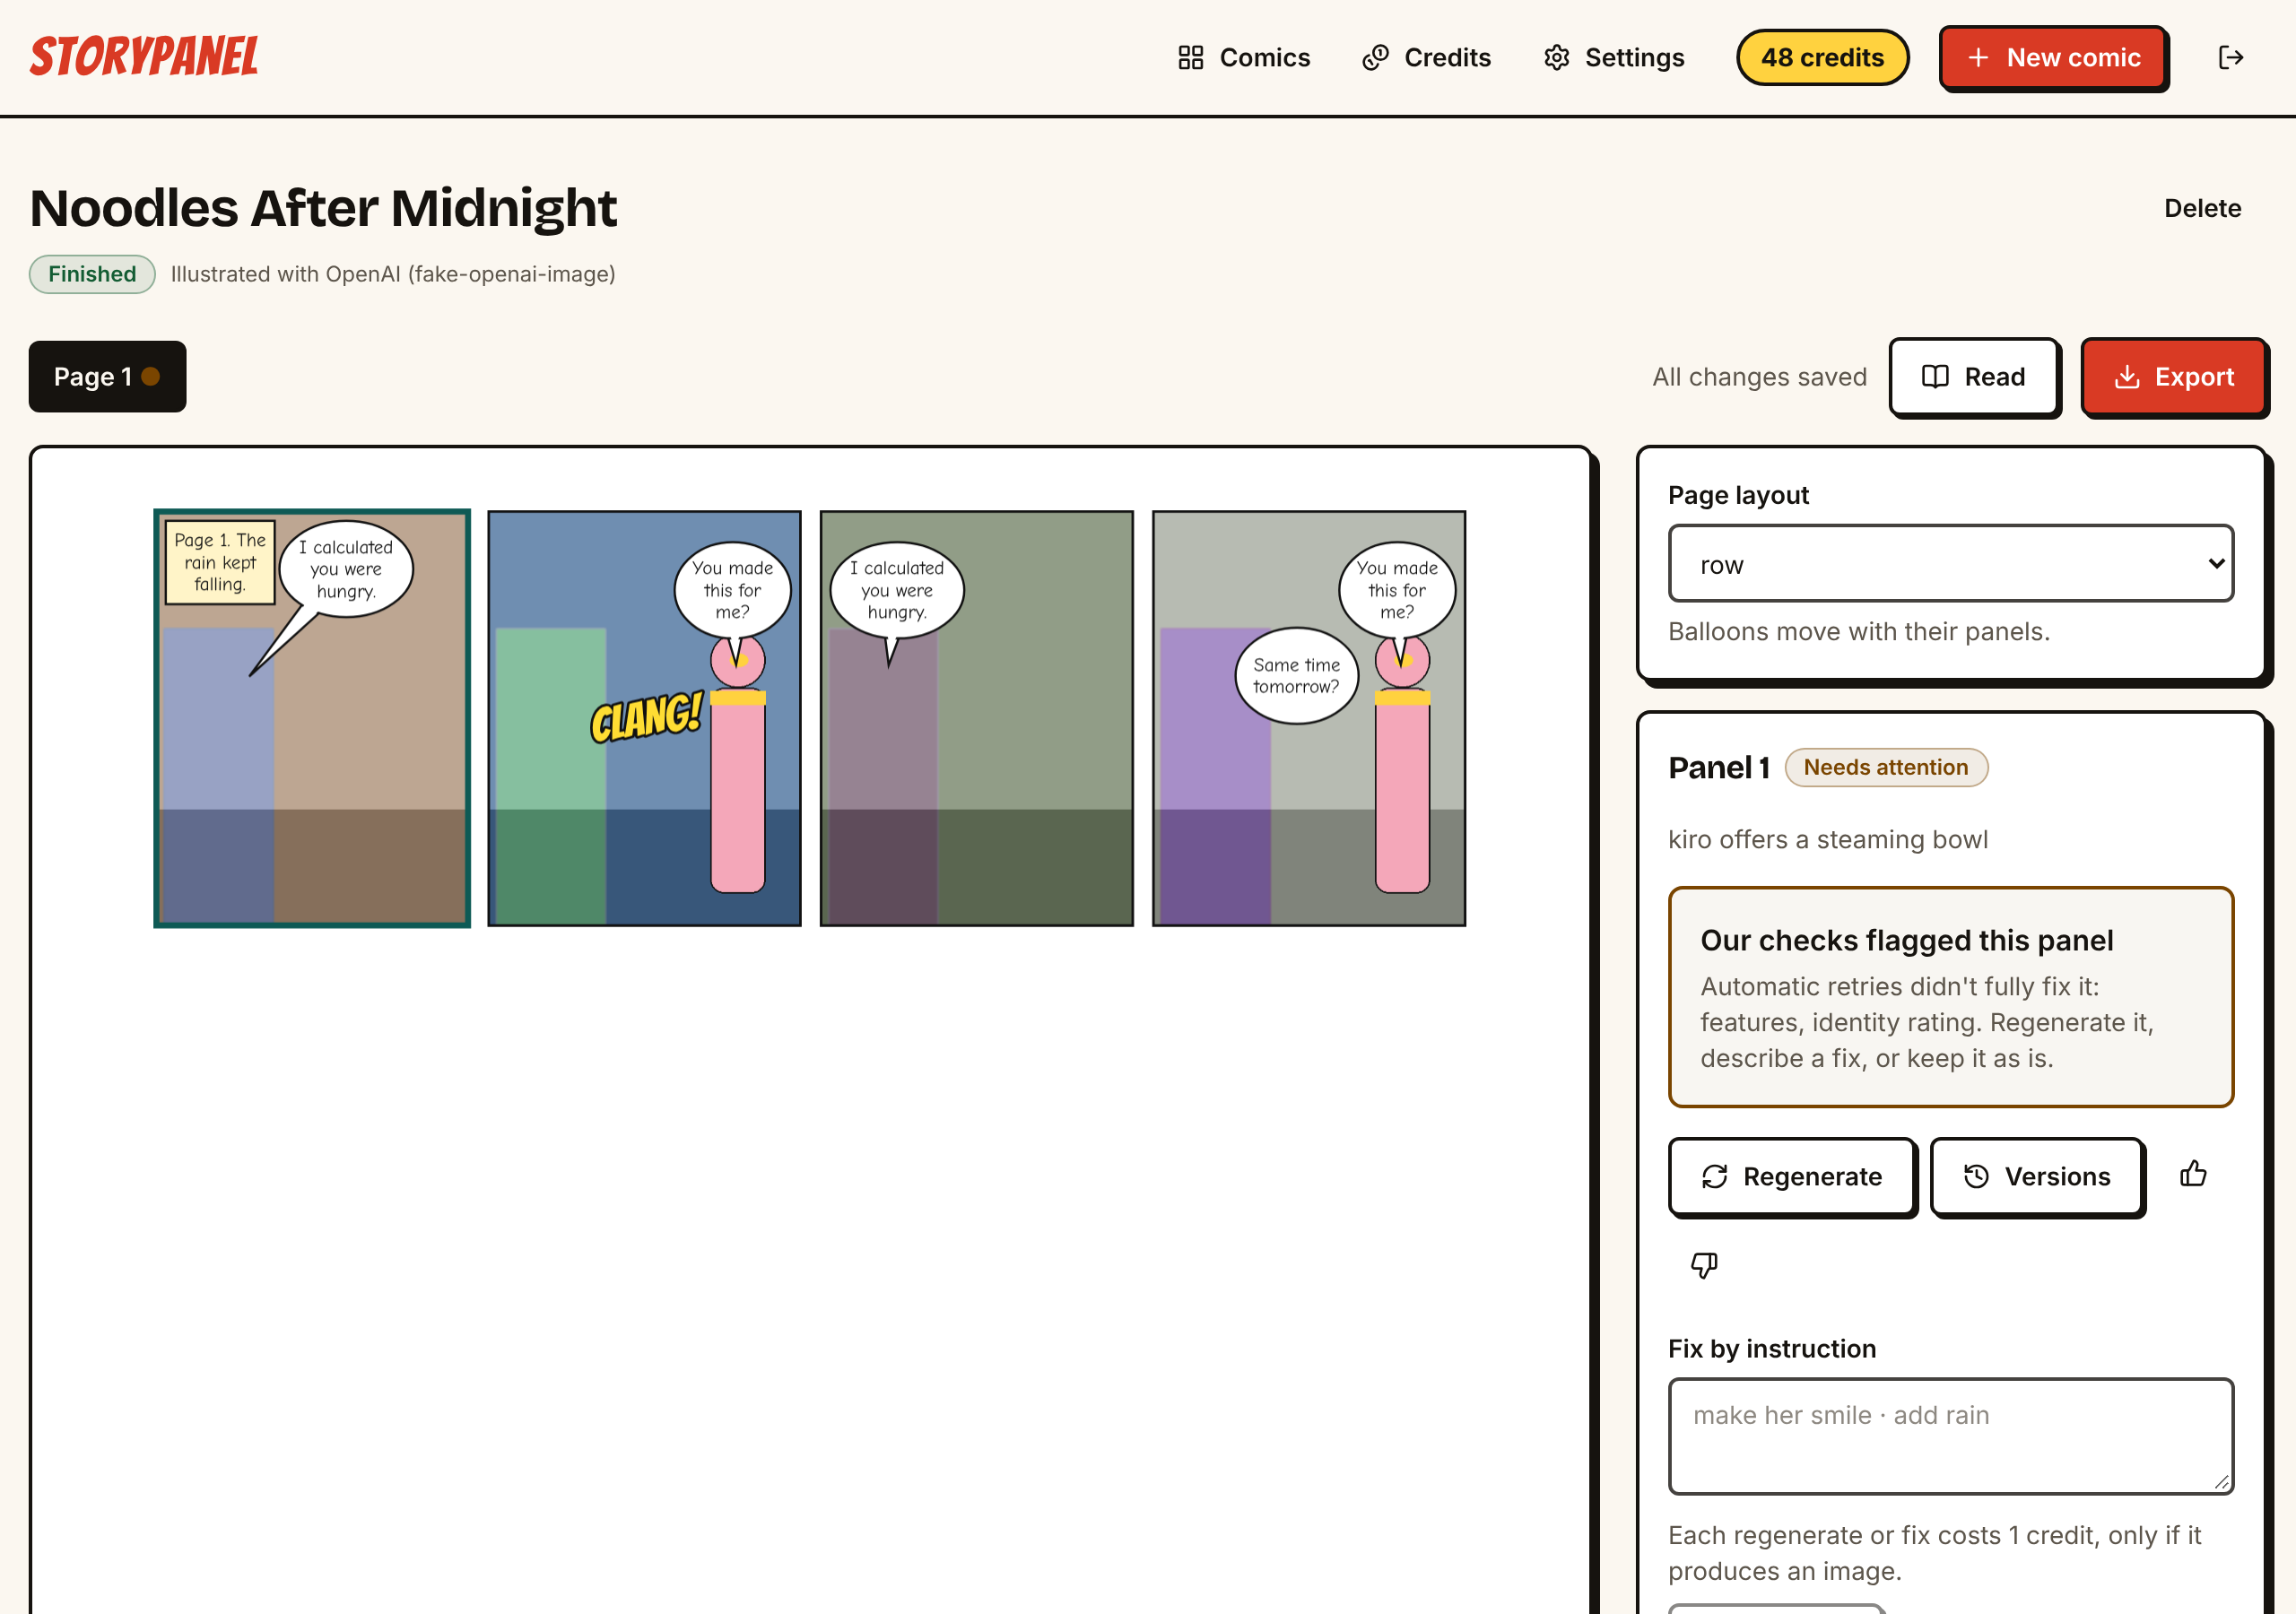 STORYPANEL
Comics
Credits
Settings
48 credits
New comic
Noodles After Midnight
Delete
Finished
Illustrated with OpenAI (fake-openai-image)
Page 1
All changes saved
Read
Export
Page 1. The
rain kept
falling.
I calculated
you were
hungry.
You made
this for
me?
CLANG!
I calculated
you were
hungry.
You made
this for
me?
Same time
tomorrow?
Page layout
row
Balloons move with their panels.
Panel 1
Needs attention
kiro offers a steaming bowl
Our checks flagged this panel
Automatic retries didn't fully fix it:
features, identity rating. Regenerate it,
describe a fix, or keep it as is.
Regenerate
Versions
Fix by instruction
make her smile · add rain
Each regenerate or fix costs 1 credit, only if it
produces an image.